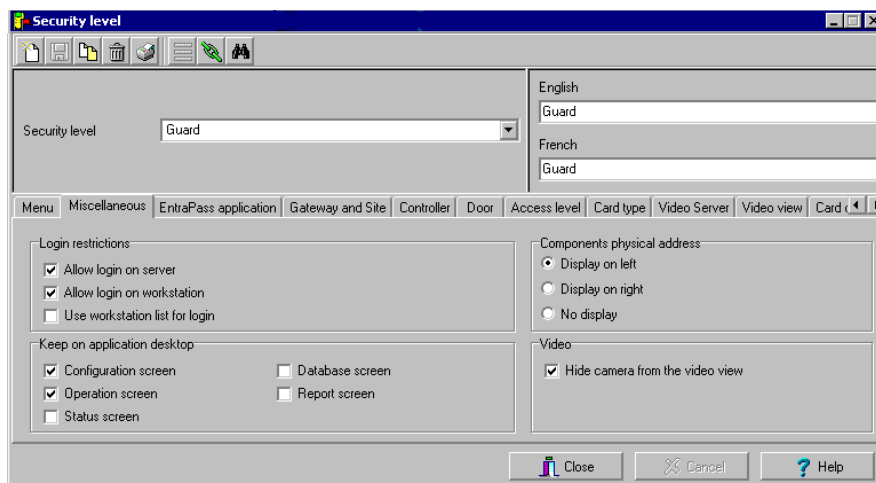 Security level
English
Guard
Security level Guard
French
Guard
Menu Miscellaneous EntraPass application Gateway and Site Controller Door Access level Card type Video Server Video view Card
Login restrictions
Allow login on server
Allow login on workstation
Use workstation list for login
Components physical address
Display on left
Display on right
No display
Keep on application desktop
Configuration screen Database screen
Operation screen Report screen
Status screen
Video
Hide camera from the video view
Close Cancel Help